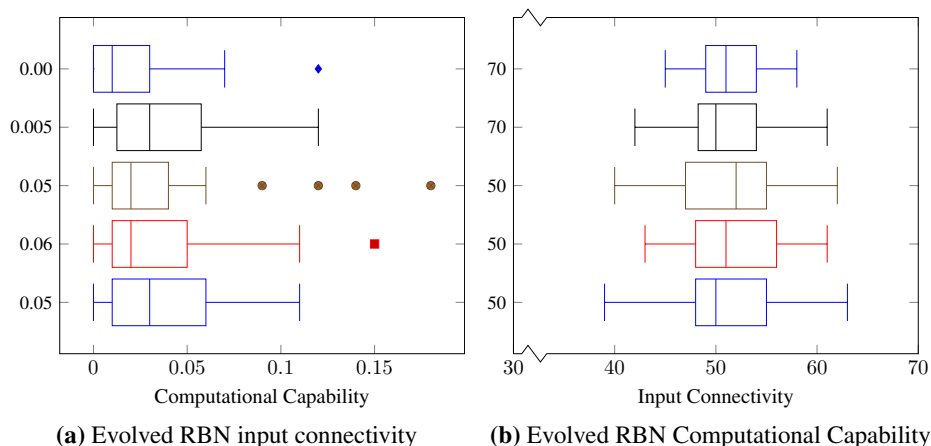 0.00
0.005
0.05
0.06
0.05
0 0.05 0.1 0.15
Computational Capability
(a) Evolved RBN input connectivity
70
70
50
50
50
30 40 50 60 70
Input Connectivity
(b) Evolved RBN Computational Capability